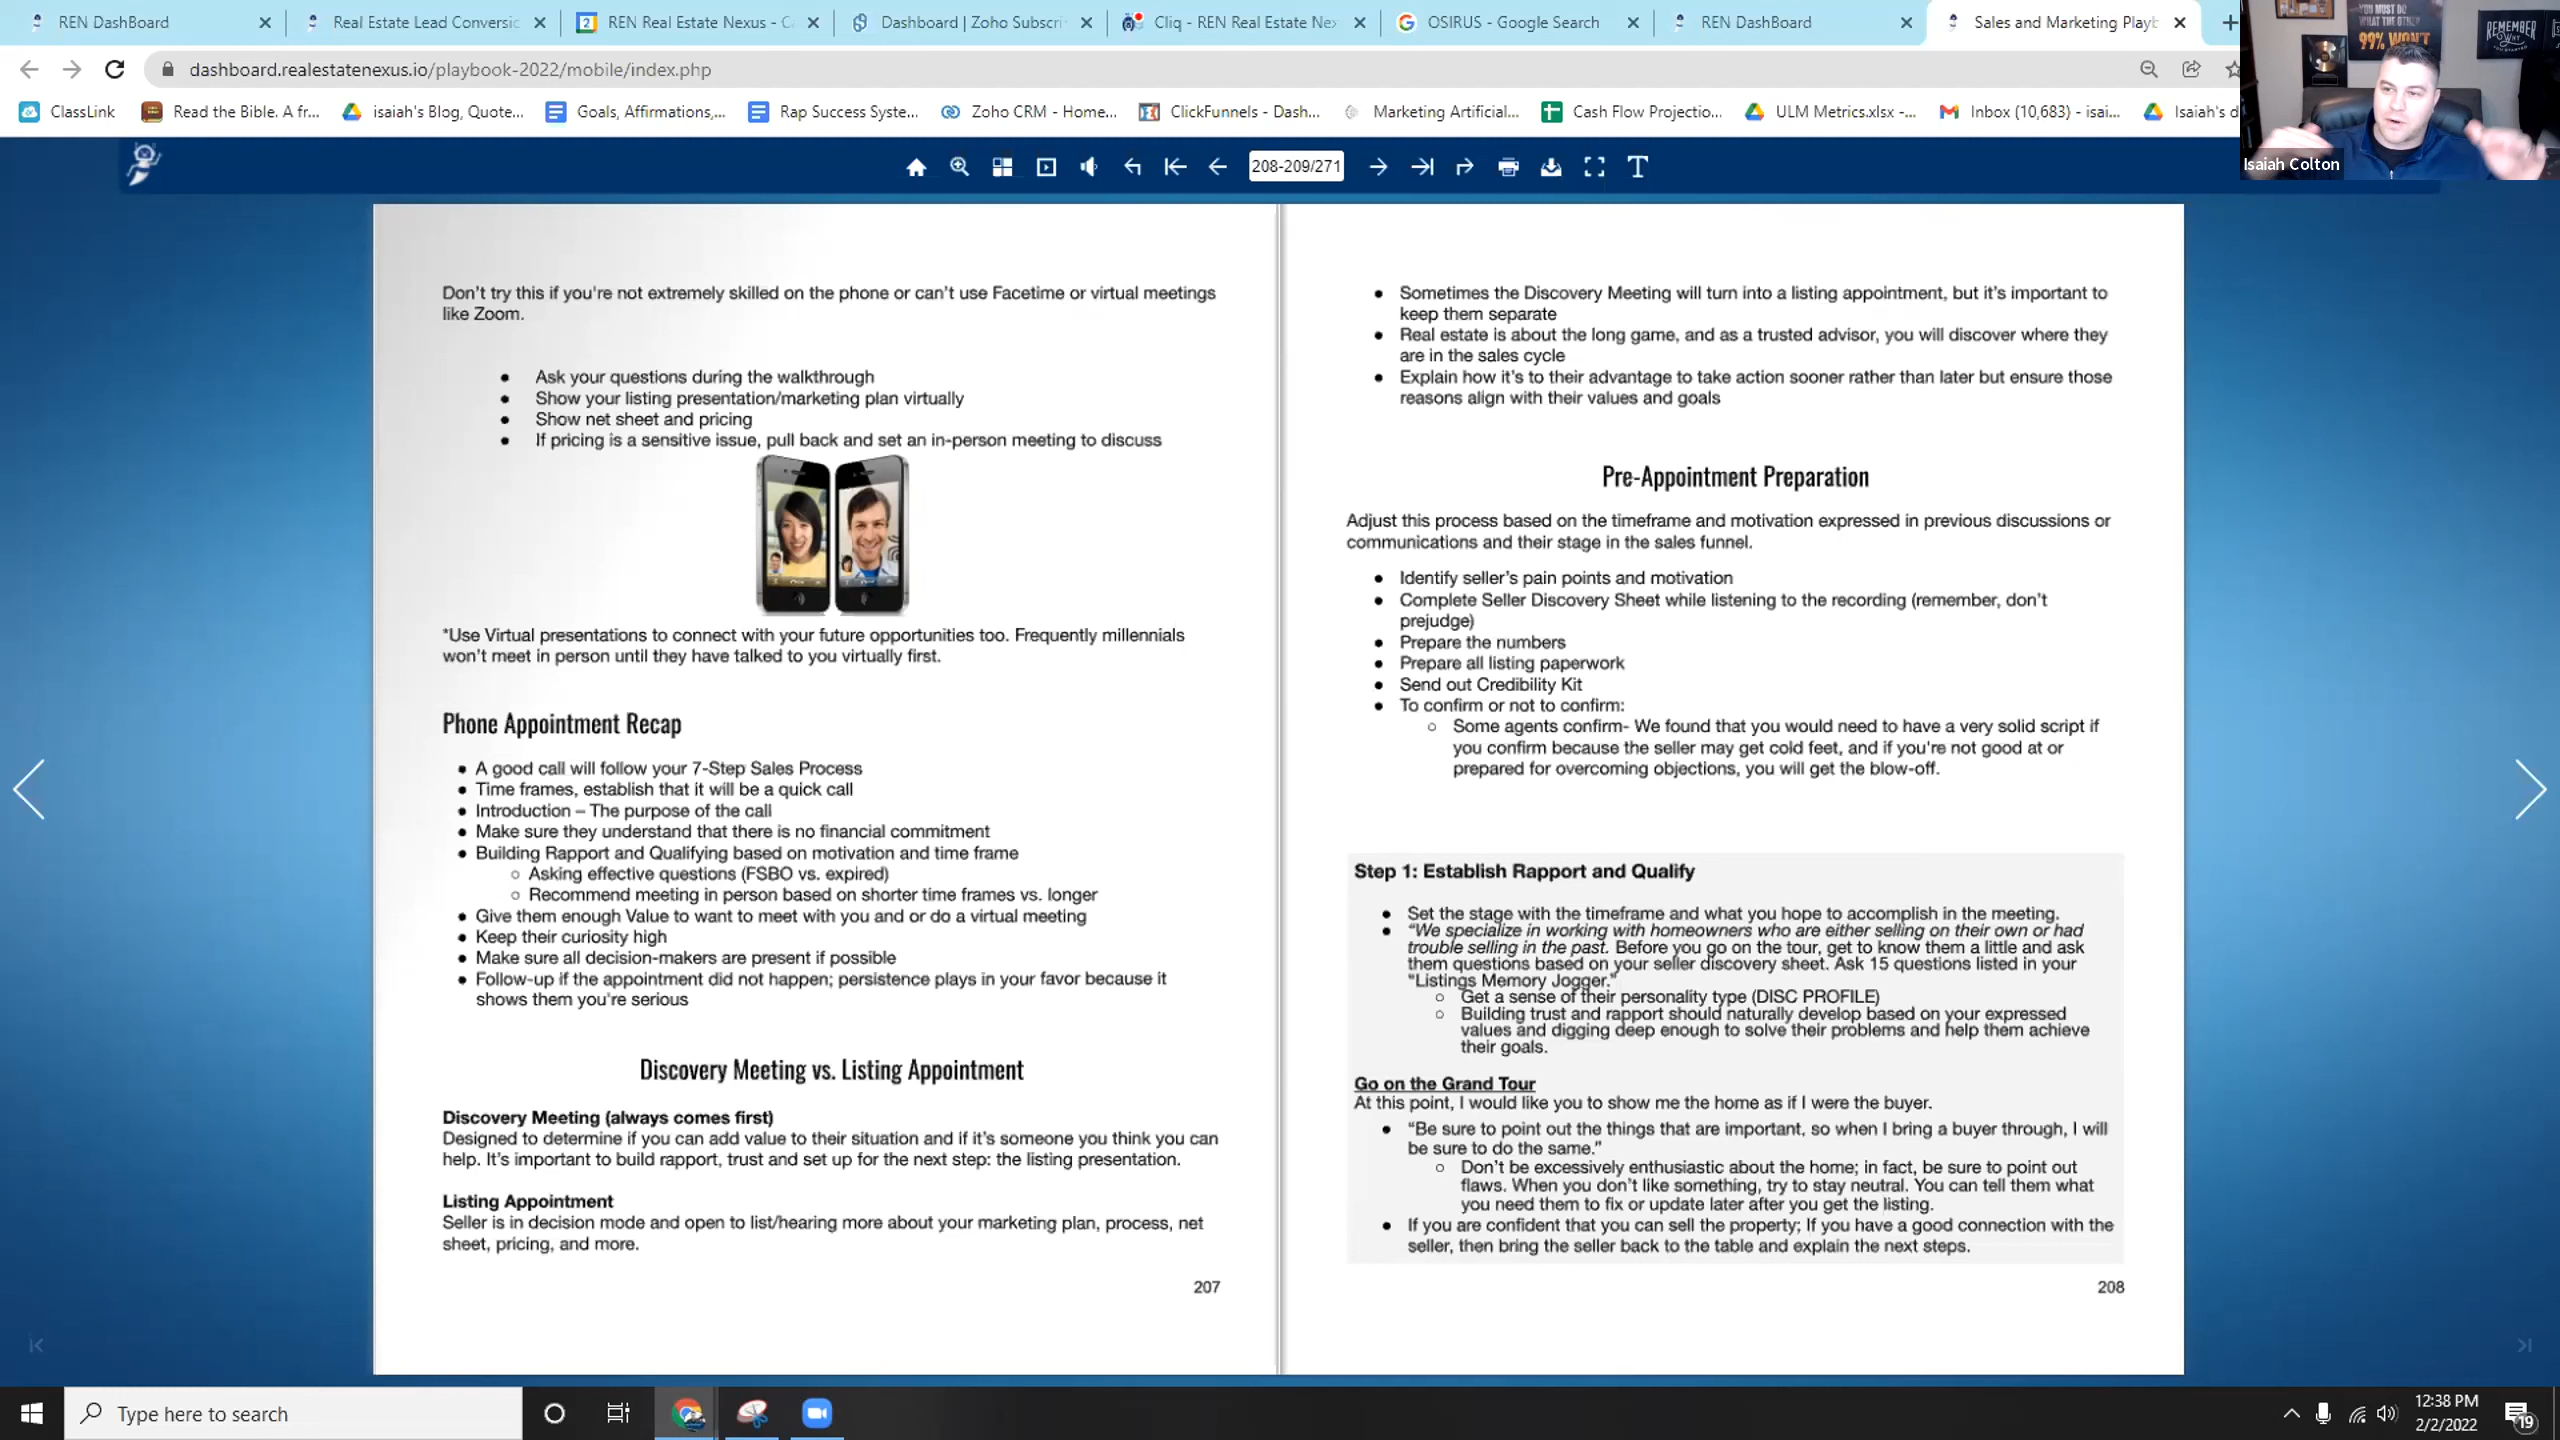 REN DashBoard
Real Estate Lead Conversic
REN Real Estate Nexus - C
Dashboard | Zoho Subscri
Cliq - REN Real Estate Nex
OSIRUS - Google Search
REN DashBoard
Sales and Marketing Playb
dashboard.realestatenexus.io/playbook-2022/mobile/index.php
ClassLink
Read the Bible. A fr...
isaiah's Blog, Quote...
Goals, Affirmations,...
Rap Success Syste...
Zoho CRM - Home...
ClickFunnels - Dash...
Marketing Artificial...
Cash Flow Projectio...
ULM Metrics.xlsx -...
Inbox (10,683) - isai...
Isaiah's d
YOU MUST DO
WHAT THE OTHER
99% WON'T
REMEMBER
WHY
Isaiah Colton
208-209/271
Don't try this if you're not extremely skilled on the phone or can't use Facetime or virtual meetings
like Zoom.
● Ask your questions during the walkthrough
● Show your listing presentation/marketing plan virtually
● Show net sheet and pricing
● If pricing is a sensitive issue, pull back and set an in-person meeting to discuss
*Use Virtual presentations to connect with your future opportunities too. Frequently millennials
won't meet in person until they have talked to you virtually first.
Phone Appointment Recap
● A good call will follow your 7-Step Sales Process
● Time frames, establish that it will be a quick call
● Introduction – The purpose of the call
● Make sure they understand that there is no financial commitment
● Building Rapport and Qualifying based on motivation and time frame
○ Asking effective questions (FSBO vs. expired)
○ Recommend meeting in person based on shorter time frames vs. longer
● Give them enough Value to want to meet with you and or do a virtual meeting
● Keep their curiosity high
● Make sure all decision-makers are present if possible
● Follow-up if the appointment did not happen; persistence plays in your favor because it
shows them you're serious
Discovery Meeting vs. Listing Appointment
Discovery Meeting (always comes first)
Designed to determine if you can add value to their situation and if it's someone you think you can
help. It's important to build rapport, trust and set up for the next step: the listing presentation.
Listing Appointment
Seller is in decision mode and open to list/hearing more about your marketing plan, process, net
sheet, pricing, and more.
207
● Sometimes the Discovery Meeting will turn into a listing appointment, but it's important to
keep them separate
● Real estate is about the long game, and as a trusted advisor, you will discover where they
are in the sales cycle
● Explain how it's to their advantage to take action sooner rather than later but ensure those
reasons align with their values and goals
Pre-Appointment Preparation
Adjust this process based on the timeframe and motivation expressed in previous discussions or
communications and their stage in the sales funnel.
● Identify seller's pain points and motivation
● Complete Seller Discovery Sheet while listening to the recording (remember, don't
prejudge)
● Prepare the numbers
● Prepare all listing paperwork
● Send out Credibility Kit
● To confirm or not to confirm:
○ Some agents confirm- We found that you would need to have a very solid script if
you confirm because the seller may get cold feet, and if you're not good at or
prepared for overcoming objections, you will get the blow-off.
Step 1: Establish Rapport and Qualify
● Set the stage with the timeframe and what you hope to accomplish in the meeting.
● "We specialize in working with homeowners who are either selling on their own or had
trouble selling in the past. Before you go on the tour, get to know them a little and ask
them questions based on your seller discovery sheet. Ask 15 questions listed in your
"Listings Memory Jogger."
○ Get a sense of their personality type (DISC PROFILE)
○ Building trust and rapport should naturally develop based on your expressed
values and digging deep enough to solve their problems and help them achieve
their goals.
Go on the Grand Tour
At this point, I would like you to show me the home as if I were the buyer.
● "Be sure to point out the things that are important, so when I bring a buyer through, I will
be sure to do the same."
○ Don't be excessively enthusiastic about the home; in fact, be sure to point out
flaws. When you don't like something, try to stay neutral. You can tell them what
you need them to fix or update later after you get the listing.
● If you are confident that you can sell the property; If you have a good connection with the
seller, then bring the seller back to the table and explain the next steps.
208
Type here to search
12:38 PM
2/2/2022
19